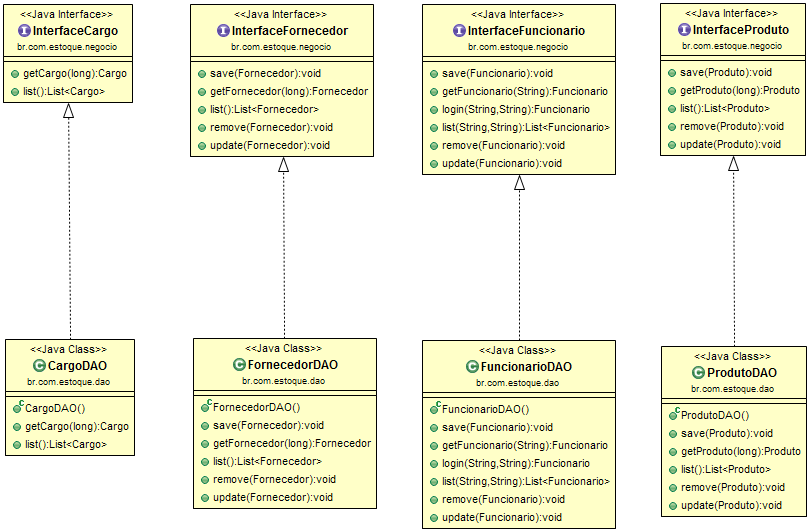 <<Java Interface>>
InterfaceCargo
br.com.estoque.negocio
getCargo(long):Cargo
list():List<Cargo>
<<Java Interface>>
InterfaceFornecedor
br.com.estoque.negocio
save(Fornecedor):void
getFornecedor(long):Fornecedor
list():List<Fornecedor>
remove(Fornecedor):void
update(Fornecedor):void
<<Java Interface>>
InterfaceFuncionario
br.com.estoque.negocio
save(Funcionario):void
getFuncionario(String):Funcionario
login(String,String):Funcionario
list(String,String):List<Funcionario>
remove(Funcionario):void
update(Funcionario):void
<<Java Interface>>
InterfaceProduto
br.com.estoque.negocio
save(Produto):void
getProduto(long):Produto
list():List<Produto>
remove(Produto):void
update(Produto):void
<<Java Class>>
CargoDAO
br.com.estoque.dao
CargoDAO()
getCargo(long):Cargo
list():List<Cargo>
<<Java Class>>
FornecedorDAO
br.com.estoque.dao
FornecedorDAO()
save(Fornecedor):void
getFornecedor(long):Fornecedor
list():List<Fornecedor>
remove(Fornecedor):void
update(Fornecedor):void
<<Java Class>>
FuncionarioDAO
br.com.estoque.dao
FuncionarioDAO()
save(Funcionario):void
getFuncionario(String):Funcionario
login(String,String):Funcionario
list(String,String):List<Funcionario>
remove(Funcionario):void
update(Funcionario):void
<<Java Class>>
ProdutoDAO
br.com.estoque.dao
ProdutoDAO()
save(Produto):void
getProduto(long):Produto
list():List<Produto>
remove(Produto):void
update(Produto):void